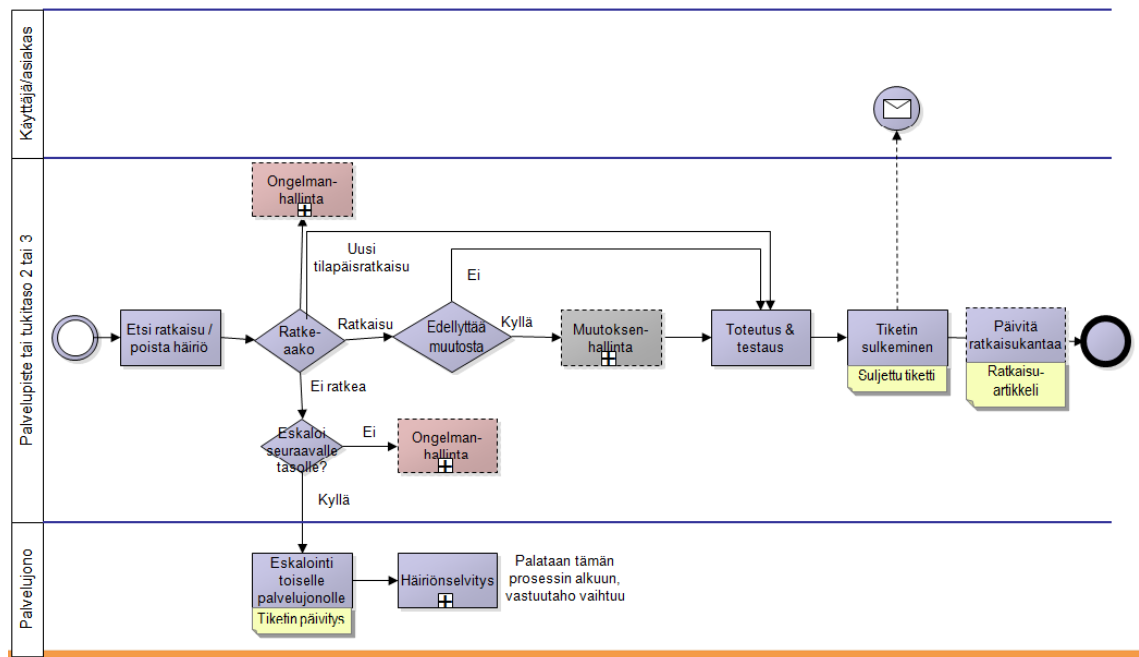 Käyttäjä/asiakas
Palvelupiste tai tukitaso 2 tai 3
Palvelujono
Ongelman-
hallinta
Uusi
tilapäisratkaisu
Ei
Etsi ratkaisu /
poista häiriö
Ratke-
aako
Ratkaisu
Edellyttää
muutosta
Kyllä
Muutoksen-
hallinta
Toteutus &
testaus
Tiketin
sulkeminen
Suljettu tiketti
Päivitä
ratkaisukantaa
Ratkaisu-
artikkeli
Ei ratkea
Eskaloi
seuraavalle
tasolle?
Ei
Ongelman-
hallinta
Kyllä
Eskalointi
toiselle
palvelujonolle
Tiketin päivitys
Häiriönselvitys
Palataan tämän
prosessin alkuun,
vastuutaho vaihtuu